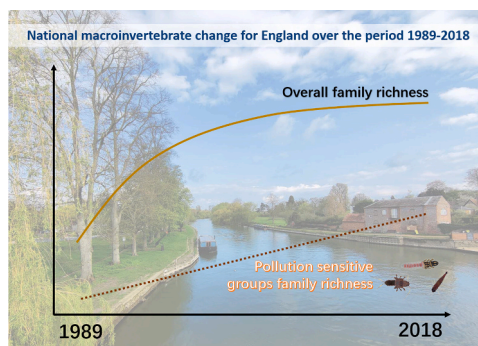 National macroinvertebrate change for England over the period 1989-2018
Overall family richness
Pollution sensitive
groups family richness
1989
2018